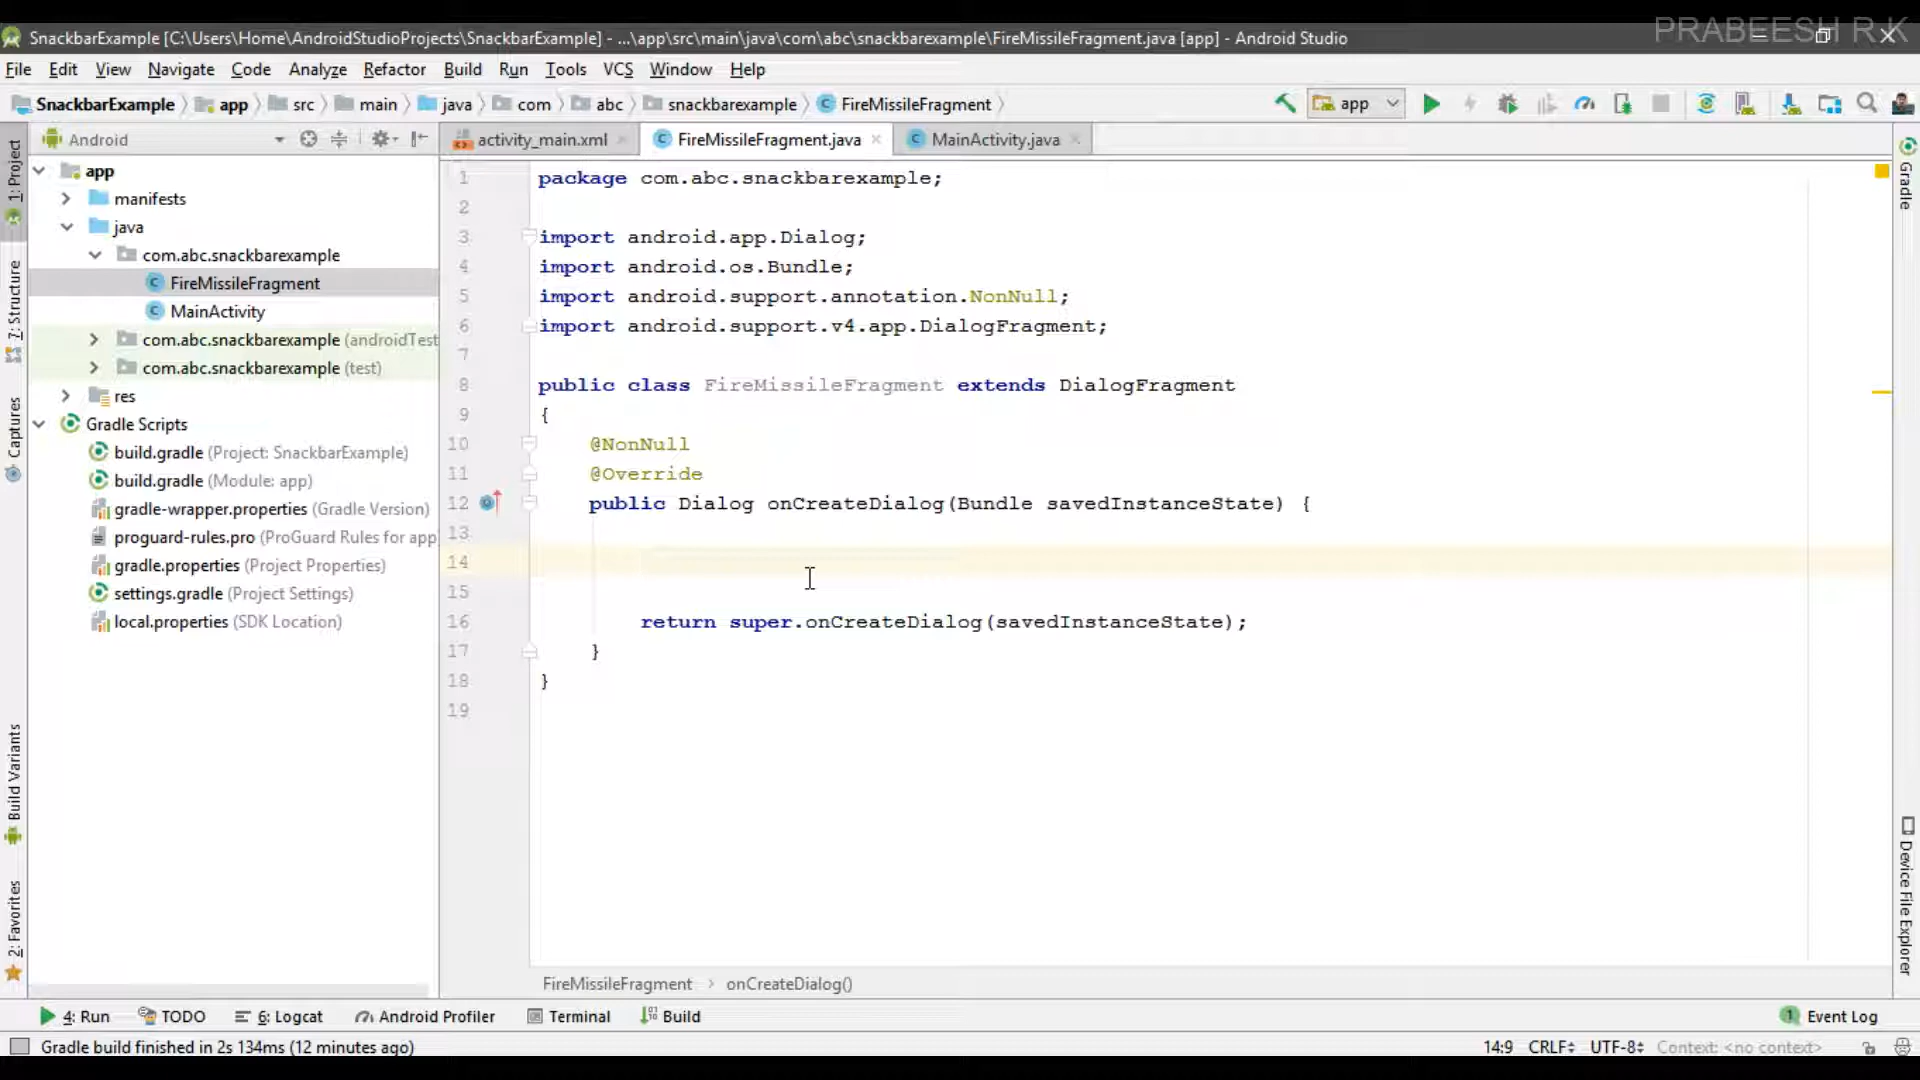 PRABEESH R K
SnackbarExample [C:\Users\Home\AndroidStudioProjects\SnackbarExample] - ...\app\src\main\java\com\abc\snackbarexample\FireMissileFragment.java [app] - Android Studio
File Edit View Navigate Code Analyze Refactor Build Run Tools VCS Window Help
SnackbarExample app src main java com abc snackbarexample FireMissileFragment app
Android
activity_main.xml FireMissileFragment.java MainActivity.java
1: Project
7: Structure
Captures
Build Variants
2: Favorites
app
manifests
java
com.abc.snackbarexample
FireMissileFragment
MainActivity
com.abc.snackbarexample (androidTest
com.abc.snackbarexample (test)
res
Gradle Scripts
build.gradle (Project: SnackbarExample)
build.gradle (Module: app)
gradle-wrapper.properties (Gradle Version)
proguard-rules.pro (ProGuard Rules for app
gradle.properties (Project Properties)
settings.gradle (Project Settings)
local.properties (SDK Location)
1 package com.abc.snackbarexample;
2
3 import android.app.Dialog;
4 import android.os.Bundle;
5 import android.support.annotation.NonNull;
6 import android.support.v4.app.DialogFragment;
7
8 public class FireMissileFragment extends DialogFragment
9 {
10 @NonNull
11 @Override
12 public Dialog onCreateDialog(Bundle savedInstanceState) {
13
14
15
16 return super.onCreateDialog(savedInstanceState);
17 }
18 }
19
Gradle
Device File Explorer
FireMissileFragment › onCreateDialog()
4: Run TODO 6: Logcat Android Profiler Terminal Build 1 Event Log
Gradle build finished in 2s 134ms (12 minutes ago) 14:9 CRLF UTF-8 Context: <no context>